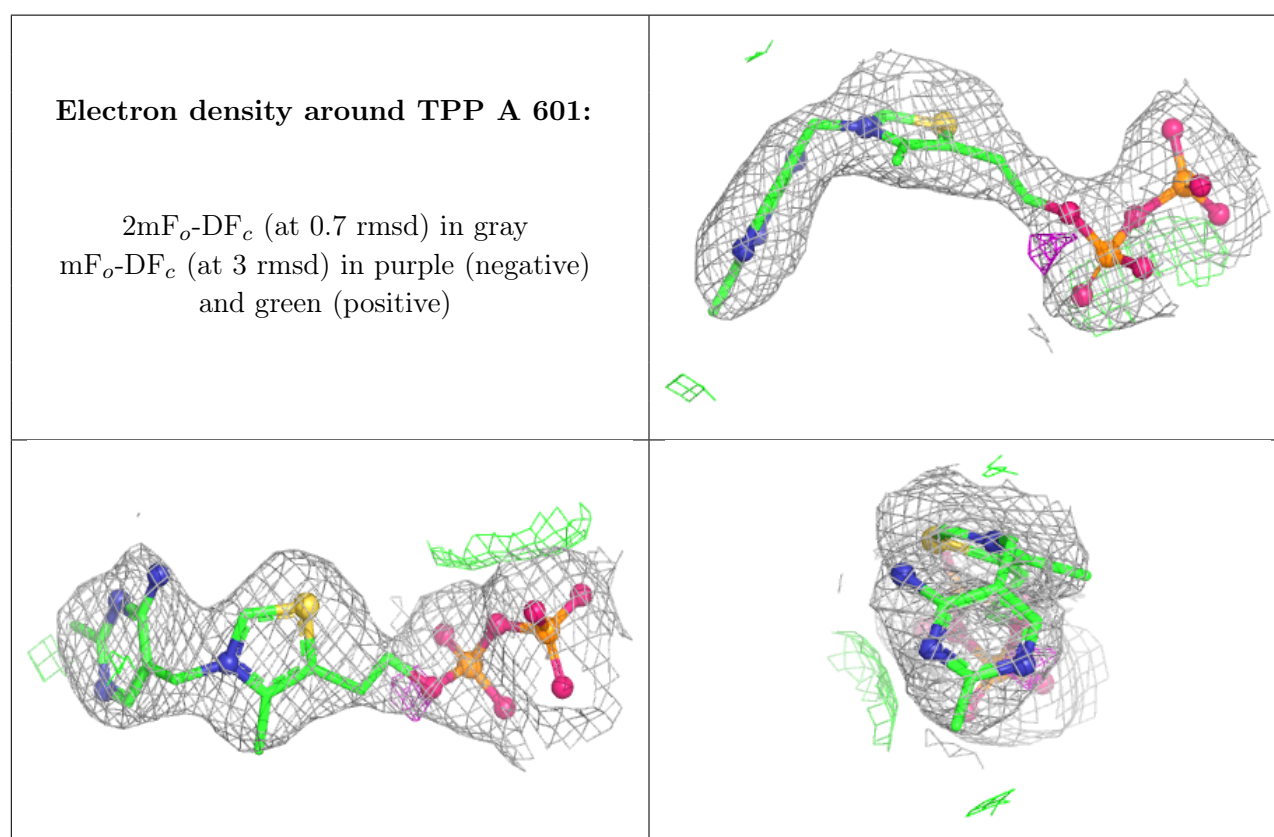 Electron density around TPP A 601:
2mFo-DFc (at 0.7 rmsd) in gray
mFo-DFc (at 3 rmsd) in purple (negative)
and green (positive)